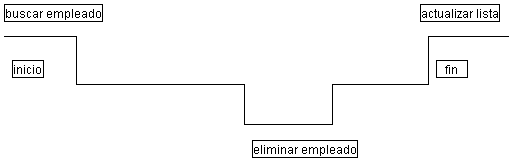 buscar empleado
actualizar lista
inicio
fin
eliminar empleado